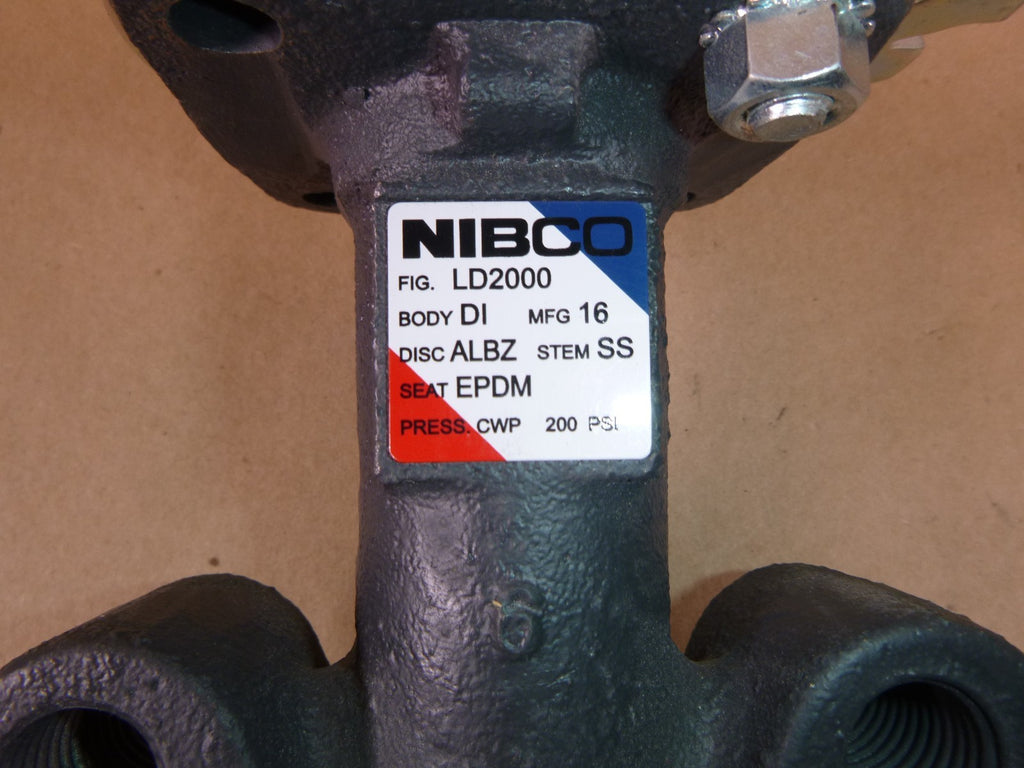 NIBCO
FIG. LD2000
BODY DI MFG 16
DISC ALBZ STEM SS
SEAT EPDM
PRESS. CWP 200 PSI
6